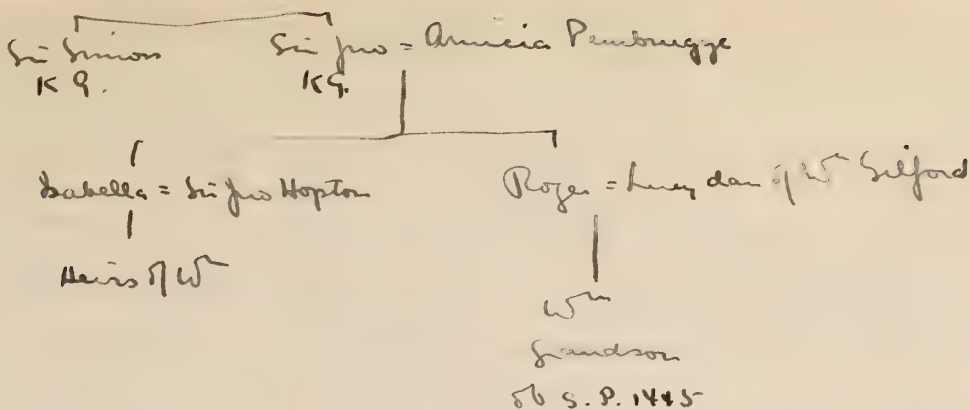 Sir Simon Sir Jno = Amicia Pembrugge
K G. K G.
Isabella = Sir Jno Hopton Roger = Lucy dau of Wm Gilford
Heirs of Wm
Wm
Grandson
ob s. P. 1445